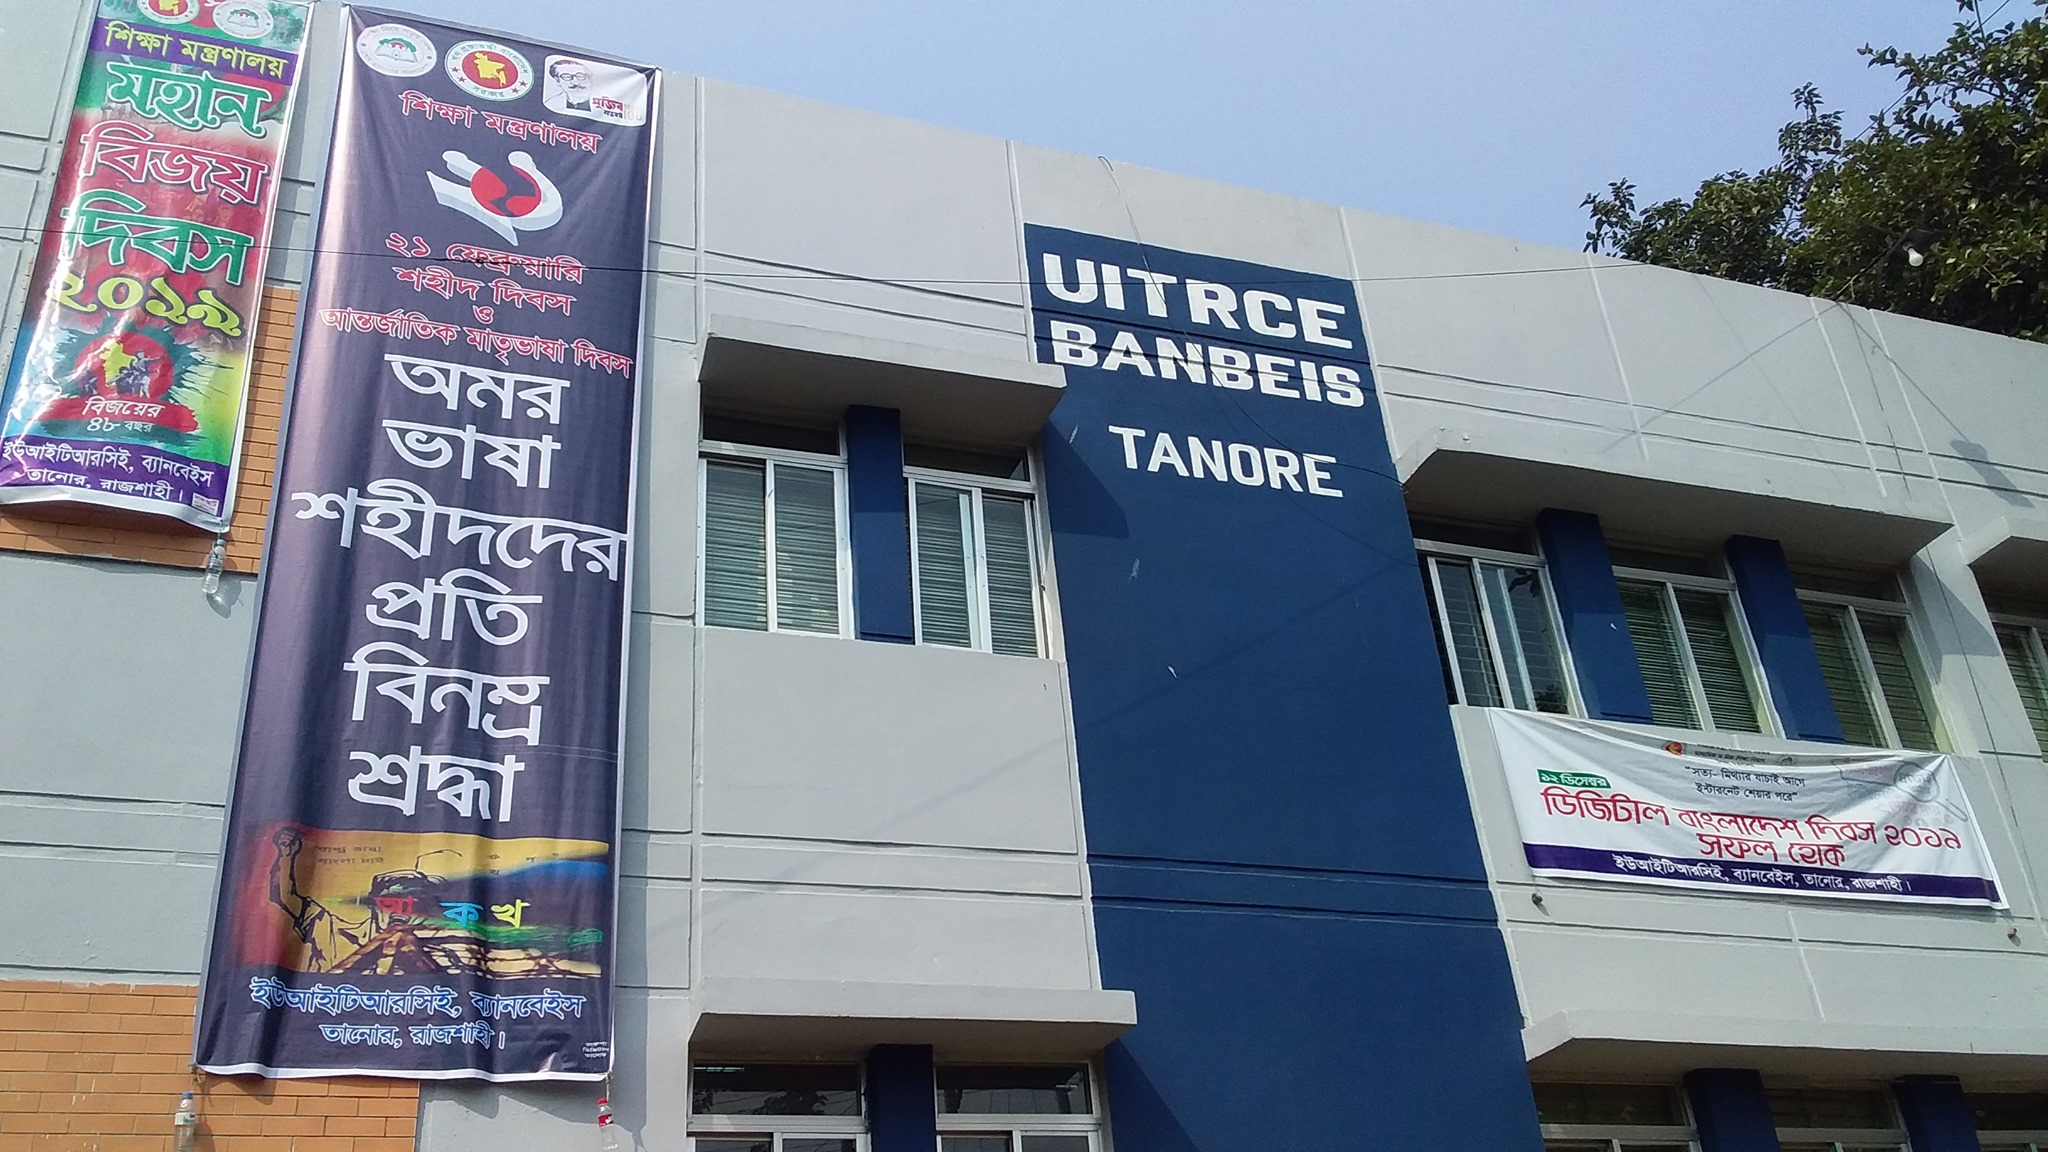 শিক্ষা মন্ত্রণালয়
মহান
বিজয়
দিবস
২০১৯
বিজয়ের
৪৮ বছর
ইউআইটিআরসিই, ব্যানবেইস
তানোর, রাজশাহী।
মুজিব
শিক্ষা মন্ত্রণালয়
২১ ফেব্রুয়ারি
শহীদ দিবস
ও
আন্তর্জাতিক মাতৃভাষা দিবস
অমর
ভাষা
শহীদদের
প্রতি
বিনম্র
শ্রদ্ধা
আ ক খ
ইউআইটিআরসিই, ব্যানবেইস
তানোর, রাজশাহী।
UITRCE
BANBEIS
TANORE
"সত্য-মিথ্যার যাচাই আগে
ইন্টারনেট শেয়ার পরে"
১২ ডিসেম্বর
ডিজিটাল বাংলাদেশ দিবস ২০১৯
সফল হোক
ইউআইটিআরসিই, ব্যানবেইস, তানোর, রাজশাহী।